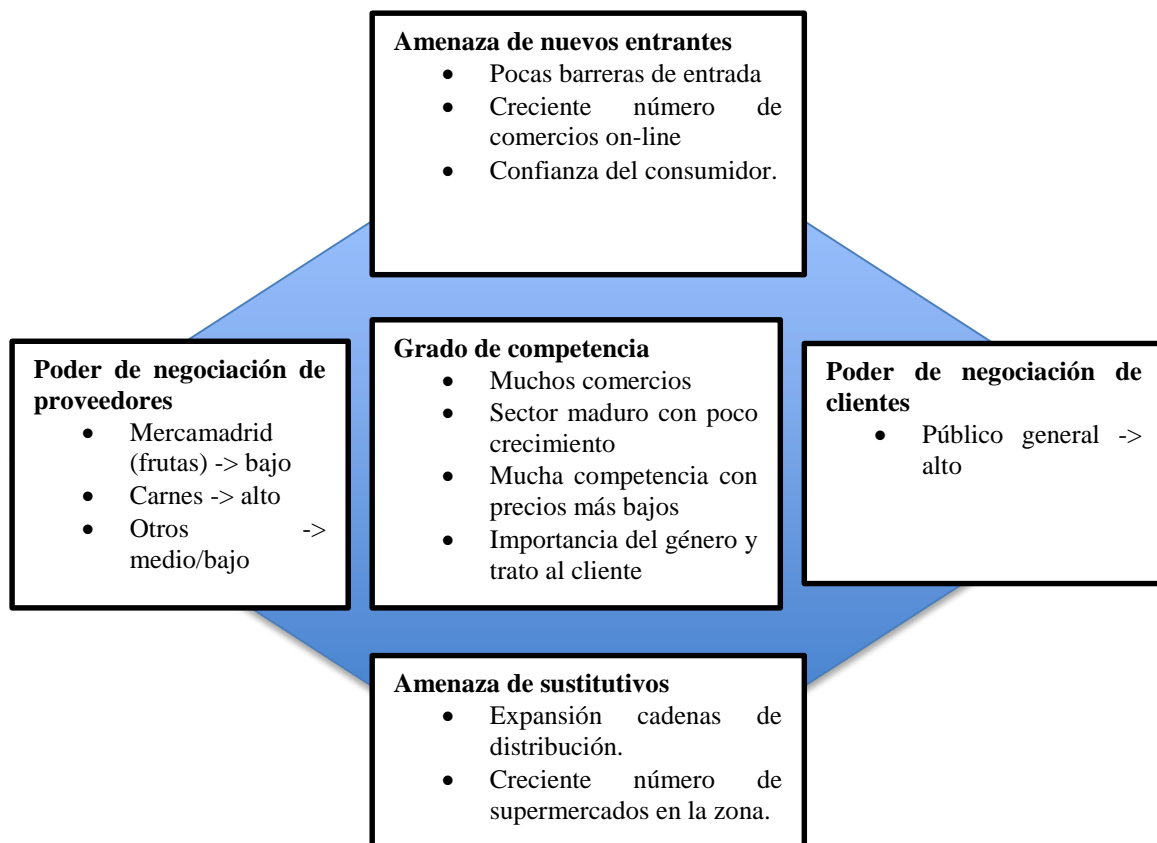 Amenaza de nuevos entrantes
• Pocas barreras de entrada
• Creciente número de
comercios on-line
• Confianza del consumidor.
Poder de negociación de
proveedores
• Mercamadrid
(frutas) -> bajo
• Carnes -> alto
• Otros ->
medio/bajo
Grado de competencia
• Muchos comercios
• Sector maduro con poco
crecimiento
• Mucha competencia con
precios más bajos
• Importancia del género y
trato al cliente
Poder de negociación de
clientes
• Público general ->
alto
Amenaza de sustitutivos
• Expansión cadenas de
distribución.
• Creciente número de
supermercados en la zona.